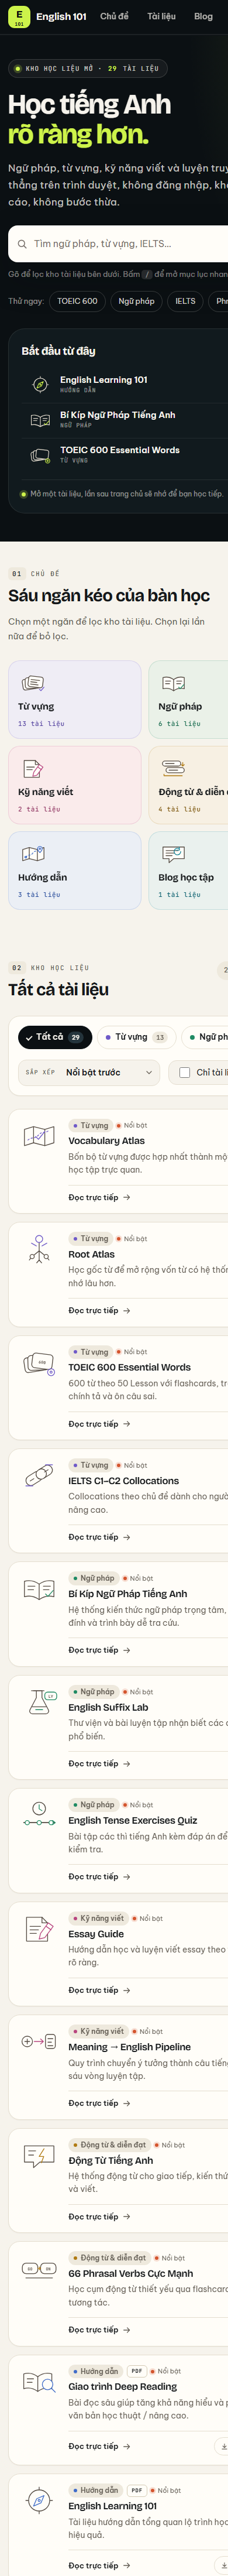 E
101
English 101
Chủ đề
Tài liệu
Blog
KHO HỌC LIỆU MỞ · 29 TÀI LIỆU
Học tiếng Anh
rõ ràng hơn.
Ngữ pháp, từ vựng, kỹ năng viết và luyện
thẳng trên trình duyệt, không đăng nhập,
cáo, không bước thừa.
Tìm ngữ pháp, từ vựng, IELTS...
Gõ để lọc kho tài liệu bên dưới. Bấm / để mở mục lục
Thử ngay:
TOEIC 600
Ngữ pháp
IELTS
Bắt đầu từ đây
English Learning 101
HƯỚNG DẪN
Bí Kíp Ngữ Pháp Tiếng Anh
NGỮ PHÁP
TOEIC 600 Essential Words
TỪ VỰNG
Mở một tài liệu, lần sau trang chủ sẽ nhớ để bạn học tiếp.
01 CHỦ ĐỀ
Sáu ngăn kéo của bàn học
Chọn một ngăn để lọc kho tài liệu. Chọn lại lần
nữa để bỏ lọc.
Từ vựng
13 tài liệu
Ngữ pháp
6 tài liệu
Kỹ năng viết
2 tài liệu
Động từ & diễn
4 tài liệu
Hướng dẫn
3 tài liệu
Blog học tập
1 tài liệu
02 KHO HỌC LIỆU
Tất cả tài liệu
Tất cả 29
Từ vựng 13
Ngữ
SẮP XẾP Nổi bật trước
Chỉ tài
Từ vựng Nổi bật
Vocabulary Atlas
Bốn bộ từ vựng được hợp nhất thành
học tập trực quan.
Đọc trực tiếp →
Từ vựng Nổi bật
Root Atlas
Học gốc từ để mở rộng vốn từ có hệ
nhớ lâu hơn.
Đọc trực tiếp →
600
Từ vựng Nổi bật
TOEIC 600 Essential Words
600 từ theo 50 Lesson với flashcards,
chính tả và ôn câu sai.
Đọc trực tiếp →
Từ vựng Nổi bật
IELTS C1–C2 Collocations
Collocations theo chủ đề dành cho
nâng cao.
Đọc trực tiếp →
Ngữ pháp Nổi bật
Bí Kíp Ngữ Pháp Tiếng Anh
Hệ thống kiến thức ngữ pháp trọng tâm,
đính và trình bày dễ tra cứu.
Đọc trực tiếp →
LY
Ngữ pháp Nổi bật
English Suffix Lab
Thư viện và bài luyện tập nhận biết các
phổ biến.
Đọc trực tiếp →
Ngữ pháp Nổi bật
English Tense Exercises Quiz
Bài tập các thì tiếng Anh kèm đáp án
kiểm tra.
Đọc trực tiếp →
Kỹ năng viết Nổi bật
Essay Guide
Hướng dẫn học và luyện viết essay theo
rõ ràng.
Đọc trực tiếp →
Kỹ năng viết Nổi bật
Meaning → English Pipeline
Quy trình chuyển ý tưởng thành câu
sáu vòng luyện tập.
Đọc trực tiếp →
Động từ & diễn đạt Nổi bật
Động Từ Tiếng Anh
Hệ thống động từ cho giao tiếp, kiến
và viết.
Đọc trực tiếp →
Động từ & diễn đạt Nổi bật
66 Phrasal Verbs Cực Mạnh
Học cụm động từ thiết yếu qua
tương tác.
Đọc trực tiếp →
Hướng dẫn PDF Nổi bật
Giáo trình Deep Reading
Bài đọc sâu giúp tăng khả năng hiểu và
văn bản học thuật / nâng cao.
Đọc trực tiếp →
Hướng dẫn PDF Nổi bật
English Learning 101
Tài liệu hướng dẫn tổng quan lộ trình
hiệu quả.
Đọc trực tiếp →